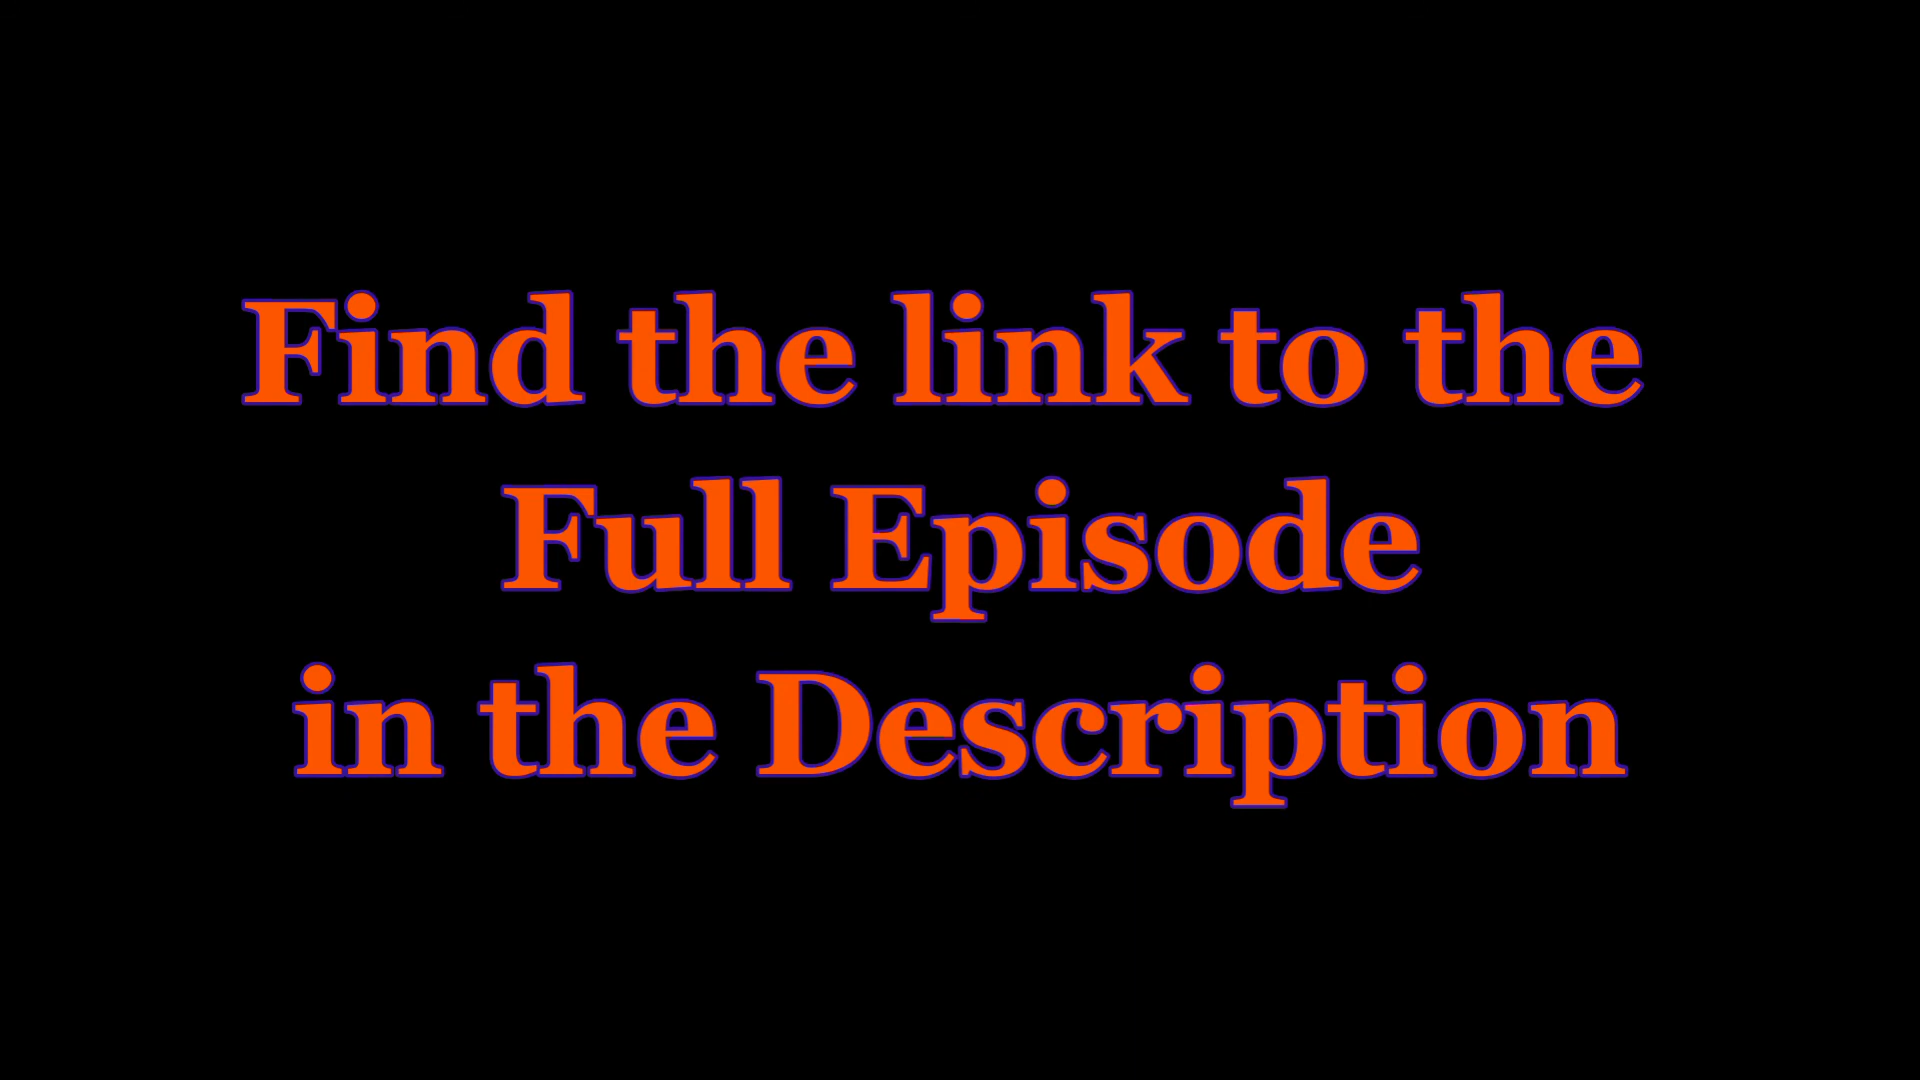 Find the link to the
Full Episode
in the Description